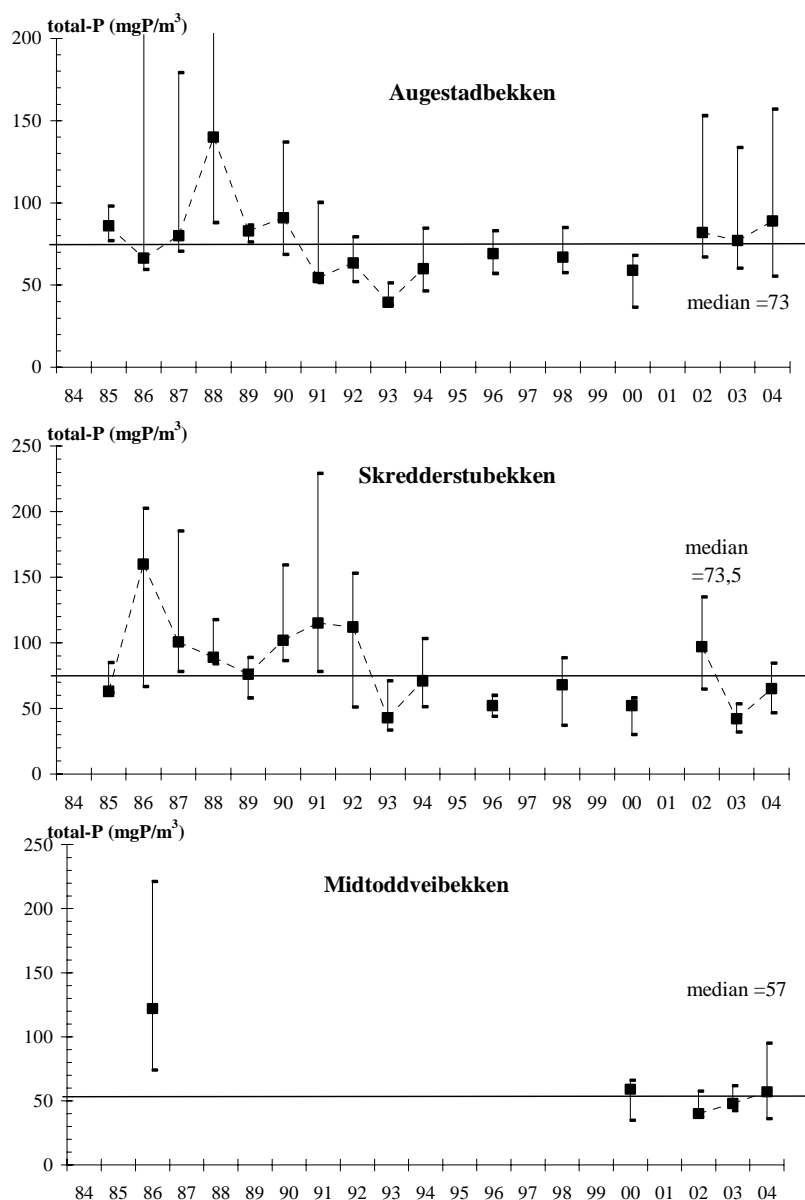 total-P (mgP/m³)
200
Augestadbekken
150
100
50
median =73
0
84 85 86 87 88 89 90 91 92 93 94 95 96 97 98 99 00 01 02 03 04
total-P (mgP/m³)
250
Skredderstubekken
200
median
=73,5
150
100
50
0
84 85 86 87 88 89 90 91 92 93 94 95 96 97 98 99 00 01 02 03 04
total-P (mgP/m³)
250
Midtoddveibekken
200
150
median =57
100
50
0
84 85 86 87 88 89 90 91 92 93 94 95 96 97 98 99 00 01 02 03 04